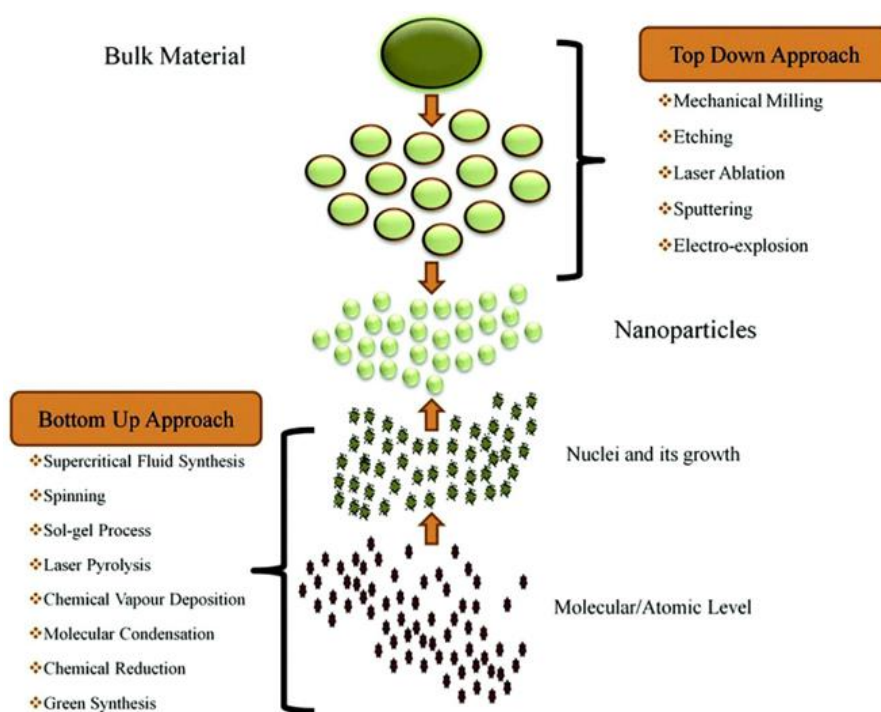 Bulk Material
Top Down Approach
❖Mechanical Milling
❖Etching
❖Laser Ablation
❖Sputtering
❖Electro-explosion
Nanoparticles
Bottom Up Approach
❖Supercritical Fluid Synthesis
❖Spinning
❖Sol-gel Process
❖Laser Pyrolysis
❖Chemical Vapour Deposition
❖Molecular Condensation
❖Chemical Reduction
❖Green Synthesis
Nuclei and its growth
Molecular/Atomic Level